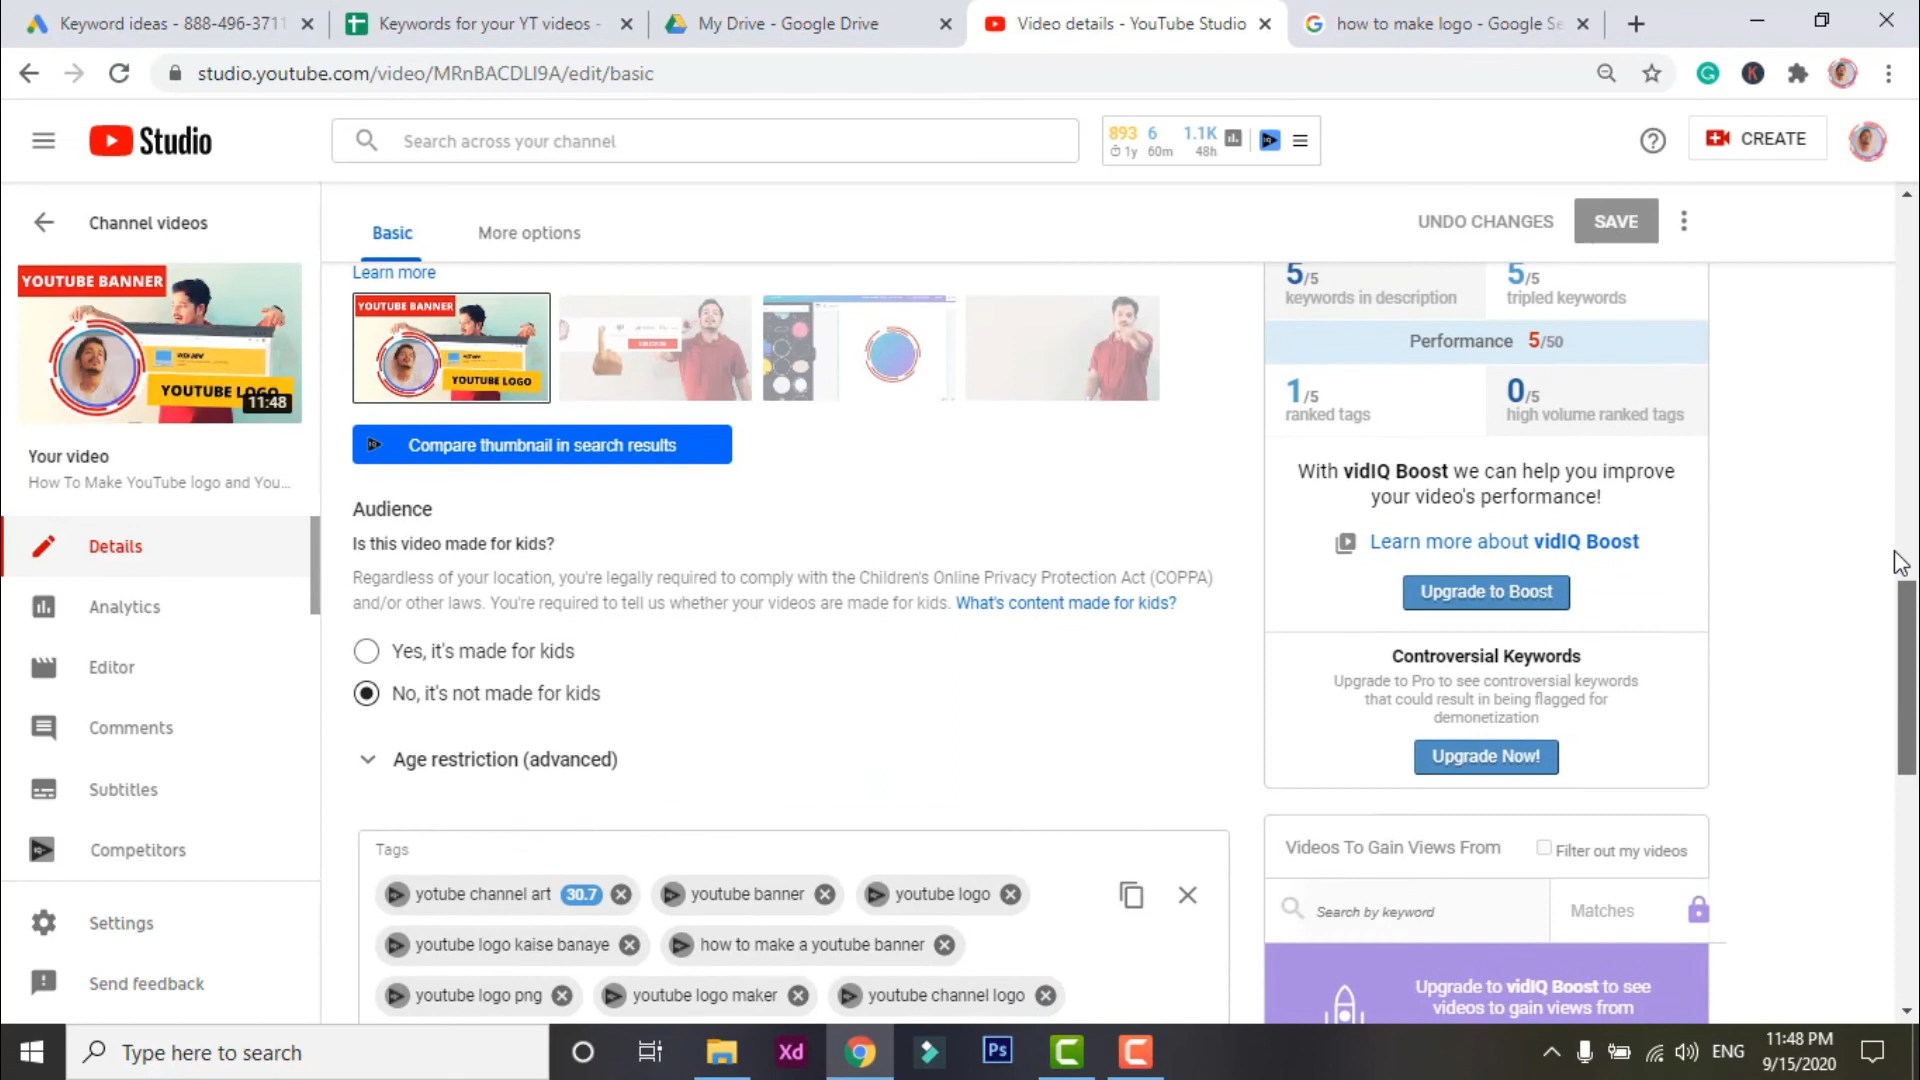 Keyword ideas - 888-496-3711
Keywords for your YT videos -
My Drive - Google Drive
Video details - YouTube Studio
how to make logo - Google Se
studio.youtube.com/video/MRnBACDLI9A/edit/basic
Studio
Search across your channel
893 6 1.1K
1y 60m 48h
CREATE
Channel videos
Basic
More options
UNDO CHANGES
SAVE
YOUTUBE BANNER
YOUTUBE LOGO
11:48
Your video
How To Make YouTube logo and You...
Details
Analytics
Editor
Comments
Subtitles
Competitors
Settings
Send feedback
Learn more
YOUTUBE BANNER
YOUTUBE LOGO
Compare thumbnail in search results
Audience
Is this video made for kids?
Regardless of your location, you're legally required to comply with the Children's Online Privacy Protection Act (COPPA)
and/or other laws. You're required to tell us whether your videos are made for kids. What's content made for kids?
Yes, it's made for kids
No, it's not made for kids
Age restriction (advanced)
Tags
yotube channel art 30.7
youtube banner
youtube logo
youtube logo kaise banaye
how to make a youtube banner
youtube logo png
youtube logo maker
youtube channel logo
5/5
keywords in description
5/5
tripled keywords
Performance 5/50
1/5
ranked tags
0/5
high volume ranked tags
With vidIQ Boost we can help you improve
your video's performance!
Learn more about vidIQ Boost
Upgrade to Boost
Controversial Keywords
Upgrade to Pro to see controversial keywords
that could result in being flagged for
demonetization
Upgrade Now!
Videos To Gain Views From
Filter out my videos
Search by keyword
Matches
Upgrade to vidIQ Boost to see
videos to gain views from
Type here to search
Xd
Ps
ENG
11:48 PM
9/15/2020